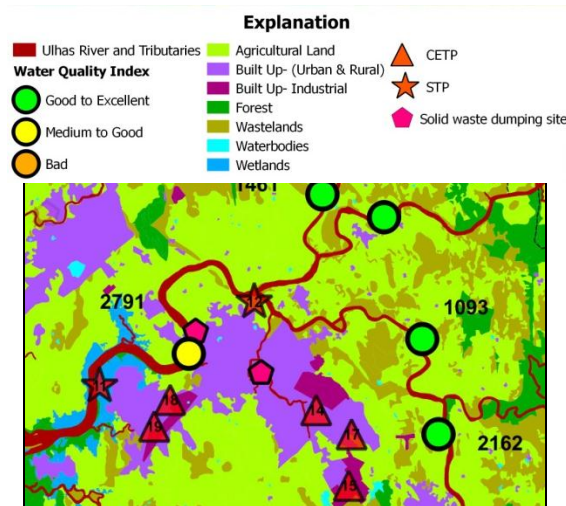 Explanation
Ulhas River and Tributaries
Water Quality Index
Good to Excellent
Medium to Good
Bad
Agricultural Land
Built Up- (Urban & Rural)
Built Up- Industrial
Forest
Wastelands
Waterbodies
Wetlands
CETP
STP
Solid waste dumping site
1461
2791
12
1093
11
18
19
14
17
2162
15